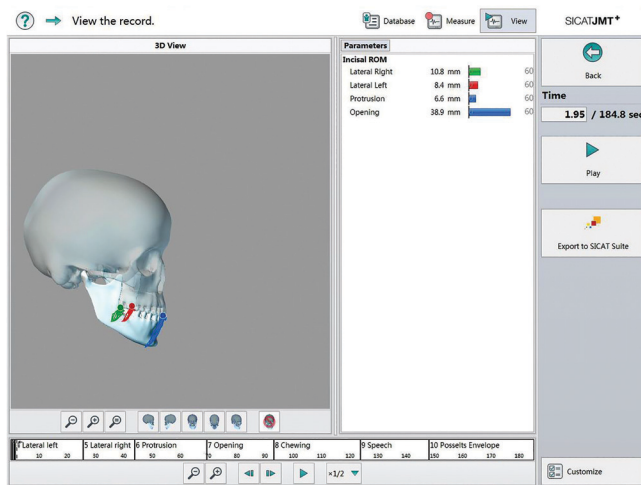 View the record.
Database
Measure
View
SICATJMT+
3D View
Parameters
Incisal ROM
Lateral Right 10.8 mm 60
Lateral Left 8.4 mm 60
Protrusion 6.6 mm 60
Opening 38.9 mm 60
Back
Time
1.95 / 184.8 sec
Play
Export to SICAT Suite
Lateral left 5 Lateral right 6 Protrusion 7 Opening 8 Chewing 9 Speech 10 Posselts Envelope
10 20 30 40 50 60 70 80 90 100 110 120 130 140 150 160 170 180
×1/2
Customize